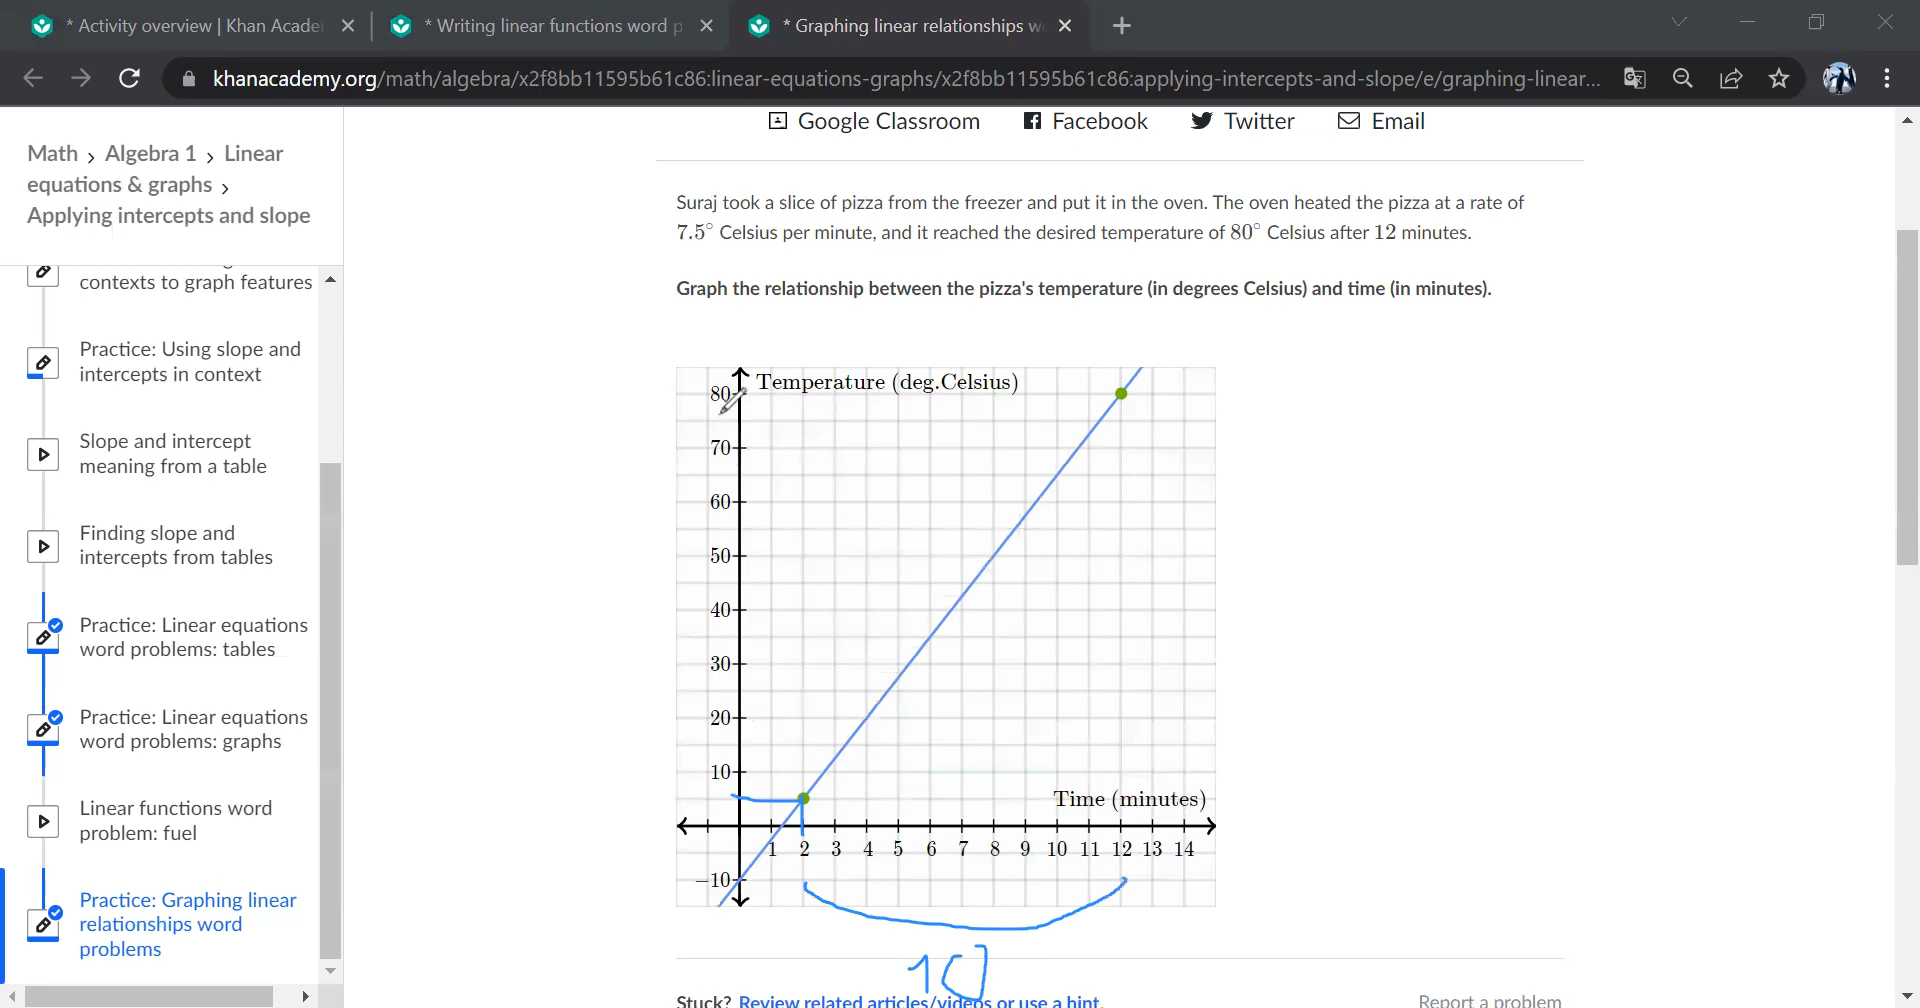 * Activity overview | Khan Acade
* Writing linear functions word p
* Graphing linear relationships w
khanacademy.org/math/algebra/x2f8bb11595b61c86:linear-equations-graphs/x2f8bb11595b61c86:applying-intercepts-and-slope/e/graphing-linear...
Math > Algebra 1 > Linear
equations & graphs >
Applying intercepts and slope
contexts to graph features
Practice: Using slope and
intercepts in context
Slope and intercept
meaning from a table
Finding slope and
intercepts from tables
Practice: Linear equations
word problems: tables
Practice: Linear equations
word problems: graphs
Linear functions word
problem: fuel
Practice: Graphing linear
relationships word
problems
Google Classroom Facebook Twitter Email
Suraj took a slice of pizza from the freezer and put it in the oven. The oven heated the pizza at a rate of
7.5° Celsius per minute, and it reached the desired temperature of 80° Celsius after 12 minutes.
Graph the relationship between the pizza's temperature (in degrees Celsius) and time (in minutes).
Temperature (deg.Celsius)
80
70
60
50
40
30
20
10
Time (minutes)
1 2 3 4 5 6 7 8 9 10 11 12 13 14
−10
10
Stuck? Review related articles/videos or use a hint.
Report a problem